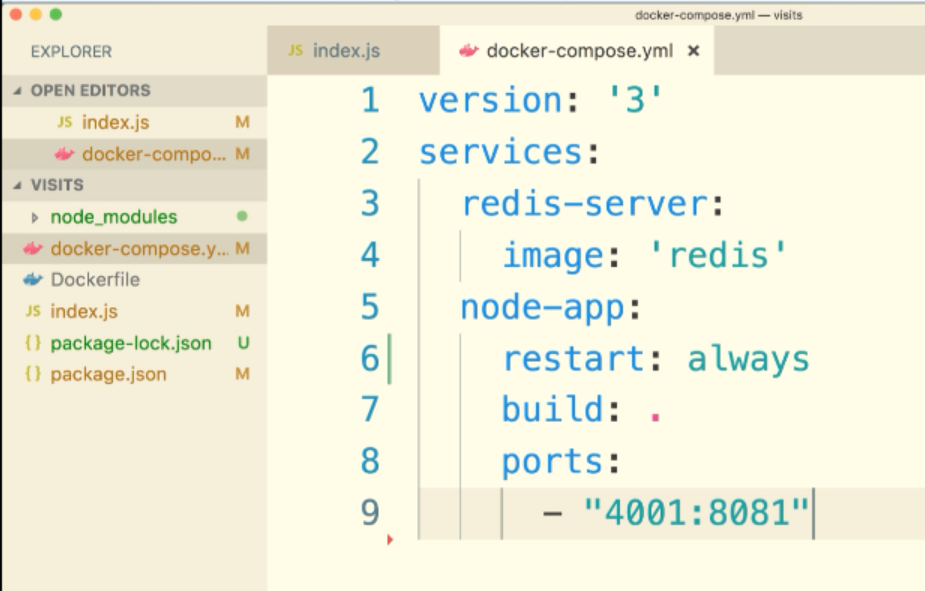 docker-compose.yml — visits
EXPLORER
OPEN EDITORS
JS index.js M
docker-compo... M
VISITS
node_modules
docker-compose.y... M
Dockerfile
JS index.js M
{} package-lock.json U
{} package.json M
JS index.js
docker-compose.yml ×
1 version: '3'
2 services:
3   redis-server:
4     image: 'redis'
5   node-app:
6     restart: always
7     build: .
8     ports:
9       - "4001:8081"